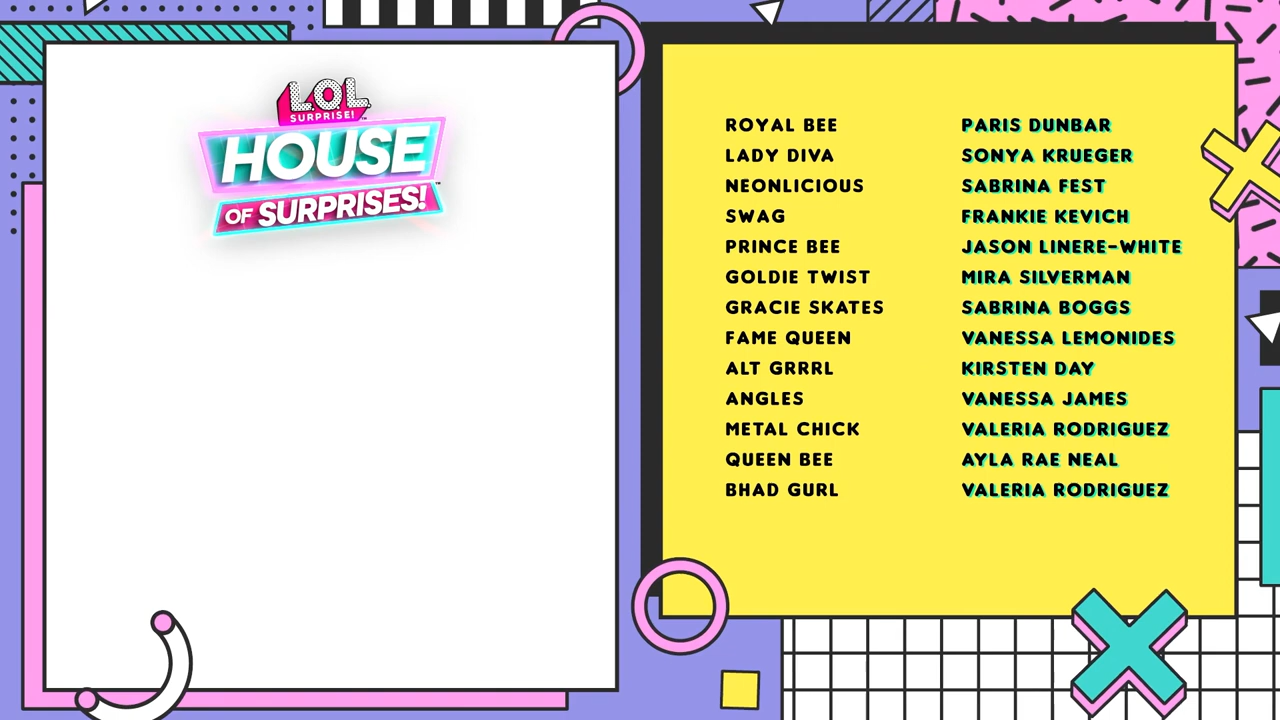 L.O.L.
SURPRISE!™
HOUSE
OF SURPRISES!™
ROYAL BEE PARIS DUNBAR
LADY DIVA SONYA KRUEGER
NEONLICIOUS SABRINA FEST
SWAG FRANKIE KEVICH
PRINCE BEE JASON LINERE-WHITE
GOLDIE TWIST MIRA SILVERMAN
GRACIE SKATES SABRINA BOGGS
FAME QUEEN VANESSA LEMONIDES
ALT GRRRL KIRSTEN DAY
ANGLES VANESSA JAMES
METAL CHICK VALERIA RODRIGUEZ
QUEEN BEE AYLA RAE NEAL
BHAD GURL VALERIA RODRIGUEZ